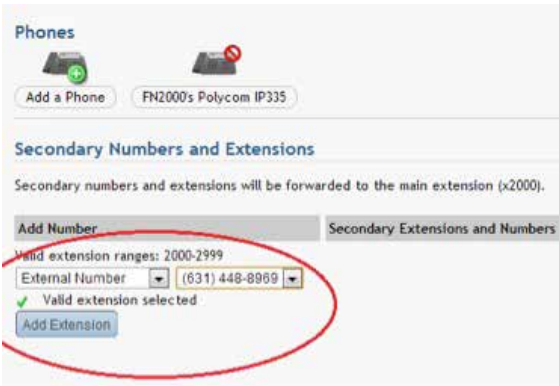 Phones
Add a Phone
FN2000's Polycom IP335
Secondary Numbers and Extensions
Secondary numbers and extensions will be forwarded to the main extension (x2000).
Add Number
Secondary Extensions and Numbers
Valid extension ranges: 2000-2999
External Number
(631) 448-8969
Valid extension selected
Add Extension